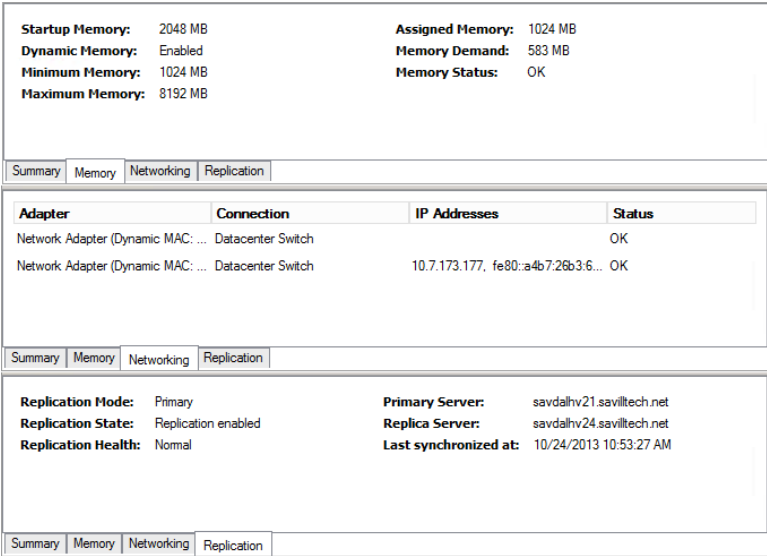 Startup Memory: 2048 MB Assigned Memory: 1024 MB
Dynamic Memory: Enabled Memory Demand: 583 MB
Minimum Memory: 1024 MB Memory Status: OK
Maximum Memory: 8192 MB
Summary Memory Networking Replication
Adapter Connection IP Addresses Status
Network Adapter (Dynamic MAC: ... Datacenter Switch OK
Network Adapter (Dynamic MAC: ... Datacenter Switch 10.7.173.177, fe80::a4b7:26b3:6... OK
Summary Memory Networking Replication
Replication Mode: Primary Primary Server: savdalhv21.savilltech.net
Replication State: Replication enabled Replica Server: savdalhv24.savilltech.net
Replication Health: Normal Last synchronized at: 10/24/2013 10:53:27 AM
Summary Memory Networking Replication